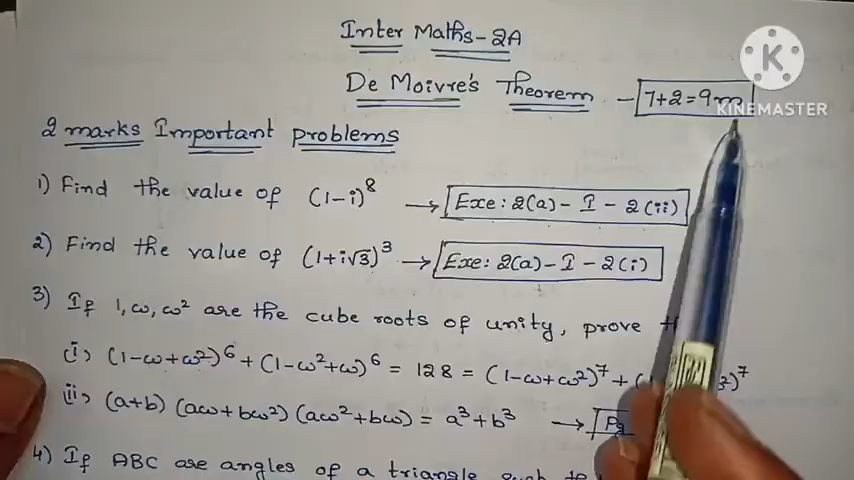 Inter Maths-2A
De Moivre's Theorem - 7+2=9m
KINEMASTER
2 marks Important problems
1) Find the value of (1-i)⁸ → Exe: 2(a)-I-2(ii)
2) Find the value of (1+i√3)³ → Exe: 2(a)-I-2(i)
3) If 1, ω, ω² are the cube roots of unity, prove
(i) (1-ω+ω²)⁶ + (1-ω²+ω)⁶ = 128 = (1-ω+ω²)⁷ +
(ii) (a+b) (aω+bω²) (aω²+bω) = a³+b³ → Pg
4) If ABC are angles of a triangle such